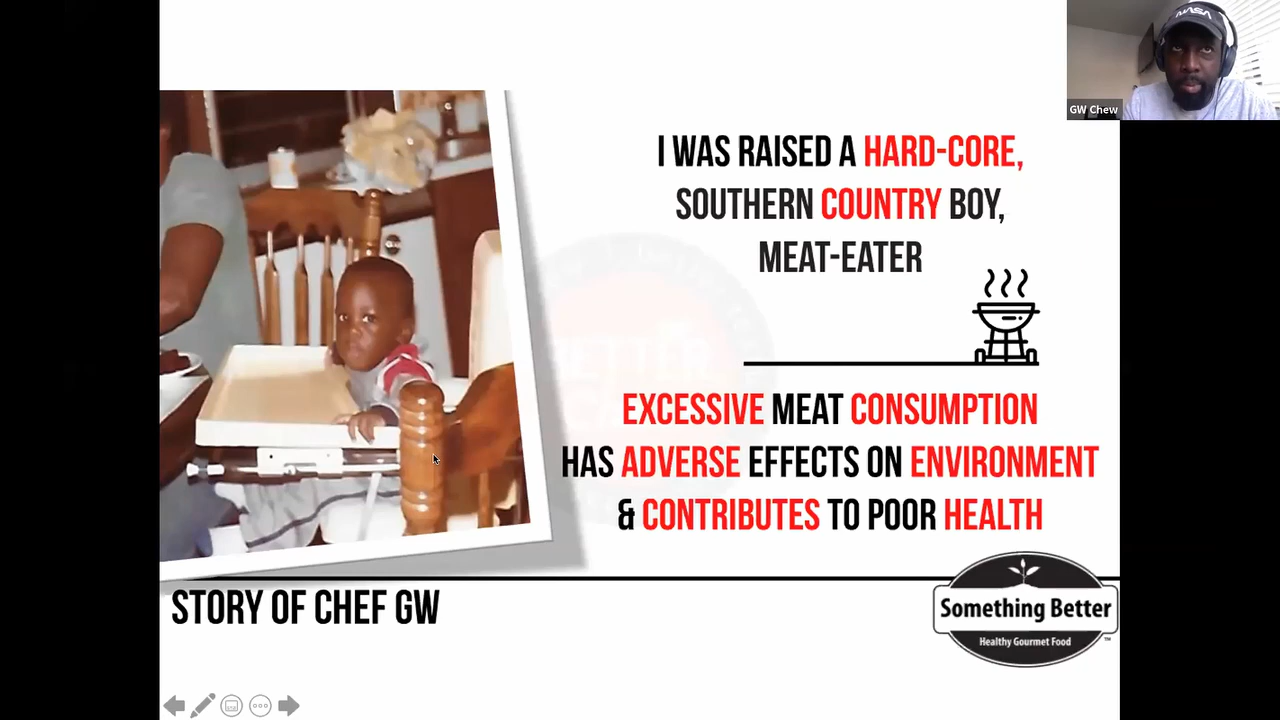 NASA
GW Chew
I WAS RAISED A HARD-CORE,
SOUTHERN COUNTRY BOY,
MEAT-EATER
EXCESSIVE MEAT CONSUMPTION
HAS ADVERSE EFFECTS ON ENVIRONMENT
& CONTRIBUTES TO POOR HEALTH
STORY OF CHEF GW
Something Better
Healthy Gourmet Food
TM